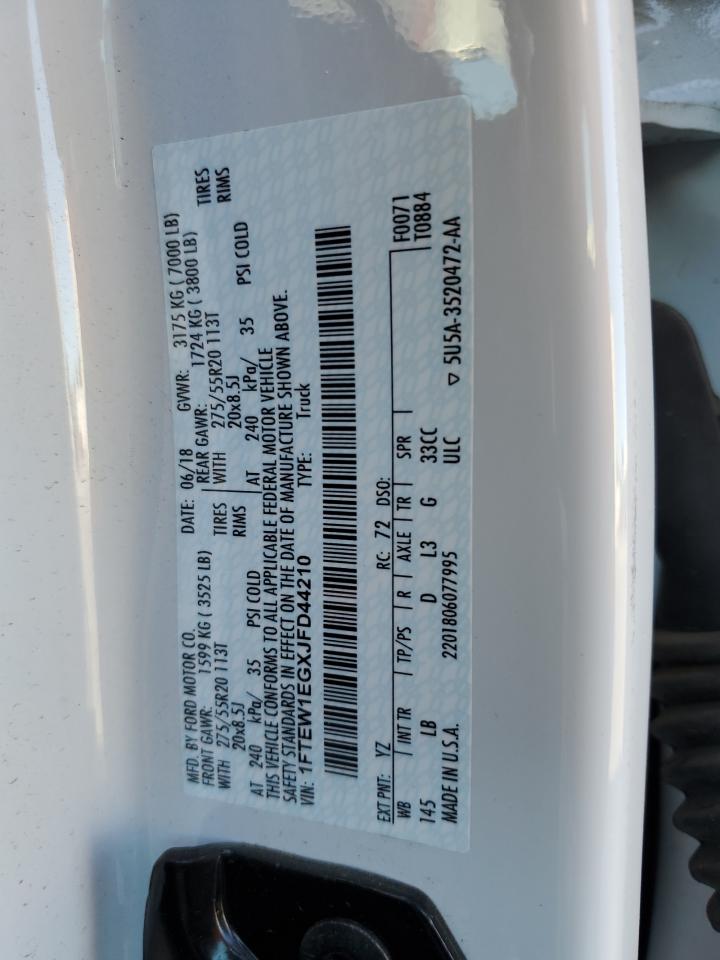 MFD. BY FORD MOTOR CO.
DATE: 06/18 GVWR: 3175 KG ( 7000 LB)
FRONT GAWR: 1599 KG ( 3525 LB)
REAR GAWR: 1724 KG ( 3800 LB)
WITH 275/55R20 113T TIRES
WITH 275/55R20 113T TIRES
20x8.5J RIMS
20x8.5J RIMS
AT 240 kPa/ 35 PSI COLD
AT 240 kPa/ 35 PSI COLD
THIS VEHICLE CONFORMS TO ALL APPLICABLE FEDERAL MOTOR VEHICLE
SAFETY STANDARDS IN EFFECT ON THE DATE OF MANUFACTURE SHOWN ABOVE.
VIN: 1FTEW1EGXJFD44210 TYPE: Truck
EXT PNT: YZ RC: 72 DSO: F0071
WB INT TR TP/PS R AXLE TR SPR T0884
145 LB D L3 G 33CC
MADE IN U.S.A. 2201806077995 ULC ▽ 5U5A-3520472-AA